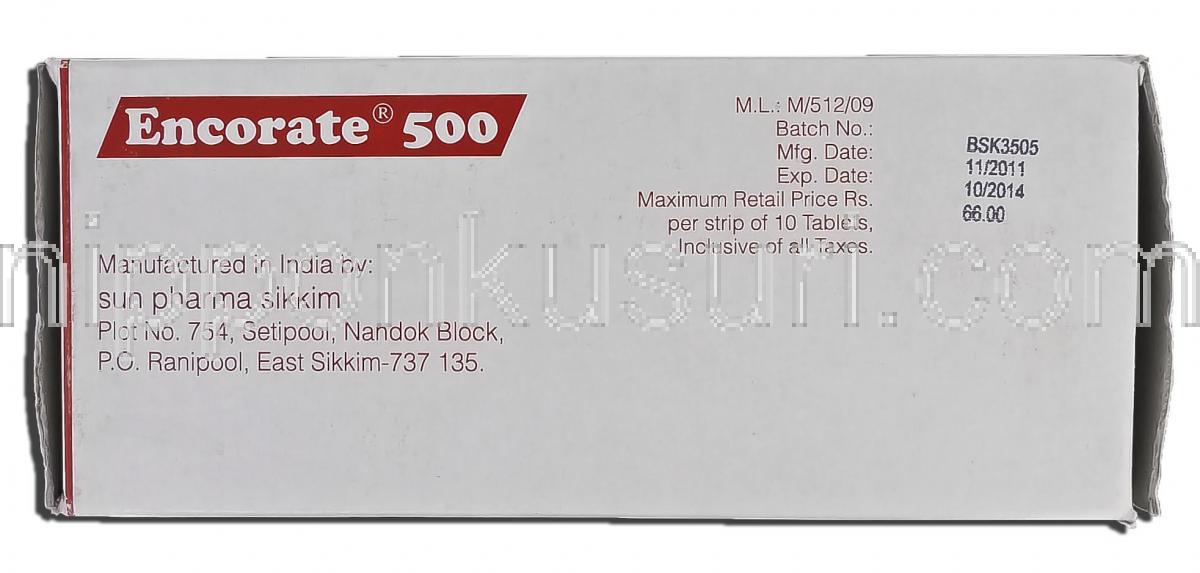 Encorate® 500
M.L.: M/512/09
Batch No.: BSK3505
Mfg. Date: 11/2011
Exp. Date: 10/2014
Maximum Retail Price Rs. 66.00
per strip of 10 Tablets,
Inclusive of all Taxes.
Manufactured in India by:
sun pharma sikkim
Plot No. 754, Setipool, Nandok Block,
P.O. Ranipool, East Sikkim-737 135.
nipponkusuri.com